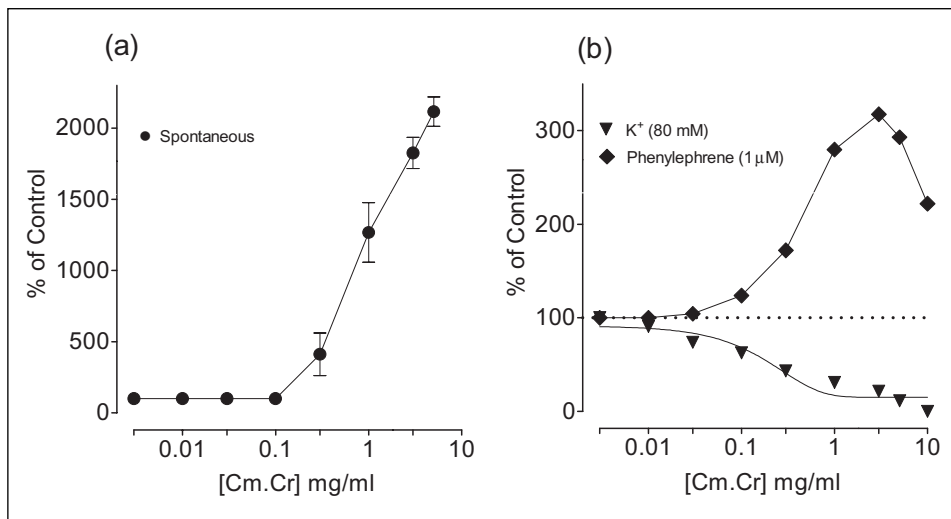 (a)
% of Control
2000
1500
1000
500
0
● Spontaneous
0.01 0.1 1 10
[Cm.Cr] mg/ml
(b)
% of Control
300
200
100
0
▼ K⁺ (80 mM)
◆ Phenylephrene (1 μM)
0.01 0.1 1 10
[Cm.Cr] mg/ml